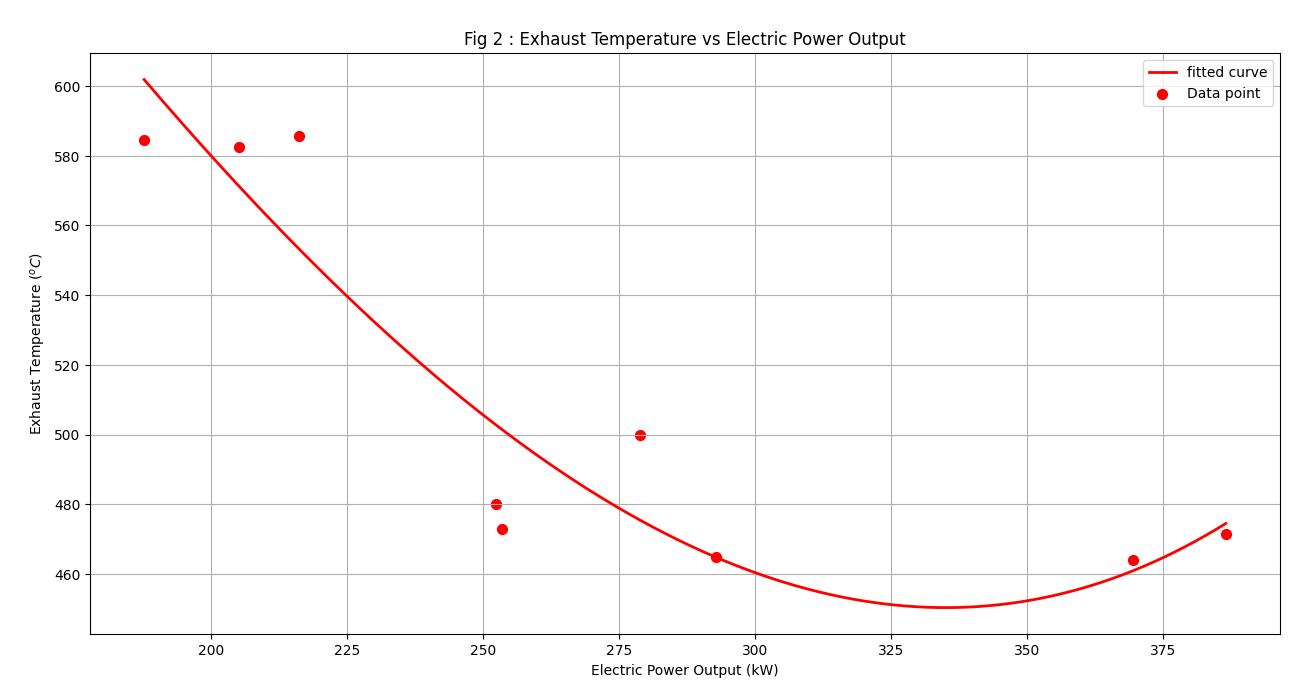 Fig 2 : Exhaust Temperature vs Electric Power Output
fitted curve
Data point
600
580
560
540
520
500
480
460
Exhaust Temperature (°C)
200 225 250 275 300 325 350 375
Electric Power Output (kW)